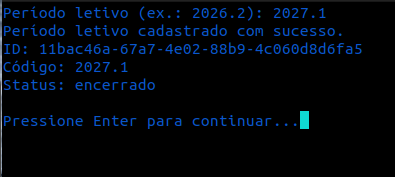 Período letivo (ex.: 2026.2): 2027.1
Período letivo cadastrado com sucesso.
ID: 11bac46a-67a7-4e02-88b9-4c060d8d6fa5
Código: 2027.1
Status: encerrado
Pressione Enter para continuar...